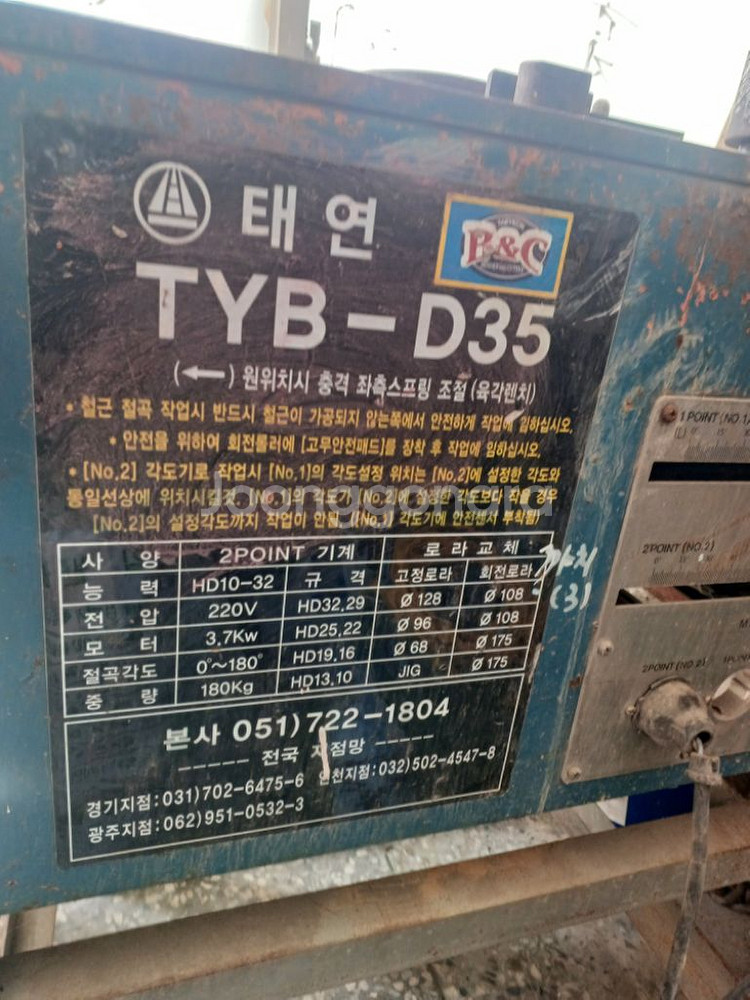 태연
B&C
TYB-D35
(←) 원위치시 충격 좌측스프링 조절 (육각렌치)
• 철근 절곡 작업시 반드시 철근이 가공되지 않는쪽에서 안전하게 작업에 임하십시오.
• 안전을 위하여 회전롤러에 [고무안전패드]를 장착 후 작업에 임하십시오.
• [No.2] 각도기로 작업시 [No.1]의 각도설정 위치는 [No.2]에 설정한 각도와
동일선상에 위치시킬것. [No.1]의 각도가 [No.2]에 설정한 각도보다 작을 경우
[No.2]의 설정각도까지 작업이 안됨. ([No.1] 각도기에 안전센서 부착됨)
Joonggonara
사 양 2POINT 기계 로라교체
능 력 HD10-32 규 격 고정로라 회전로라
전 압 220V HD32,29 Ø 128 Ø 108
모 터 3.7Kw HD25,22 Ø 96 Ø 108
절곡각도 0°~180° HD19,16 Ø 68 Ø 175
중 량 180Kg HD13,10 JIG Ø 175
(3)
본사 051)722-1804
----- 전국 지점망 -----
경기지점:031)702-6475-6 인천지점:032)502-4547-8
광주지점:062)951-0532-3
1POINT (NO.1)
2POINT (NO.2)
M
2POINT (NO.2)